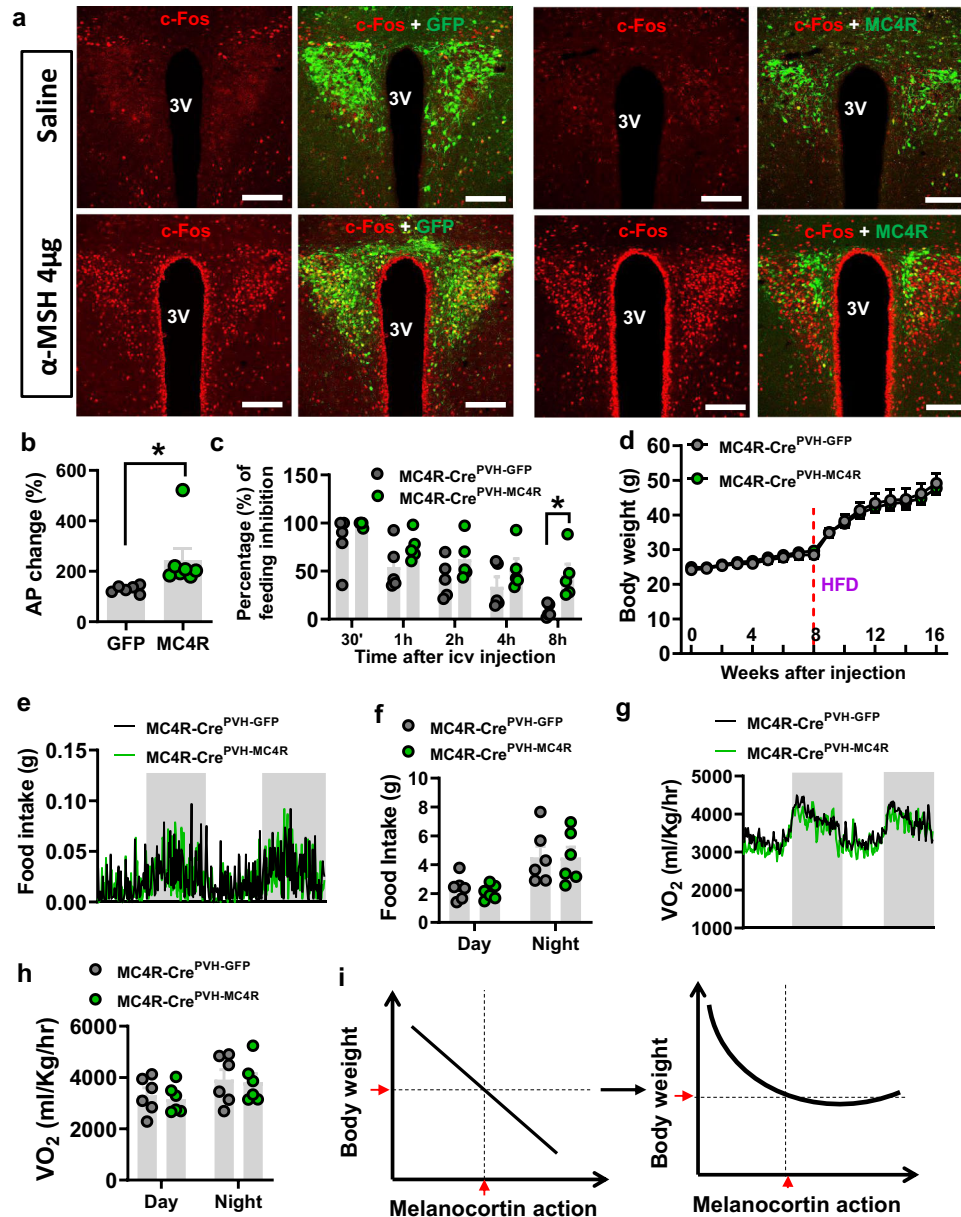 a
c-Fos
c-Fos + GFP
c-Fos
c-Fos + MC4R
Saline
3V
3V
3V
3V
α-MSH 4µg
c-Fos
c-Fos + GFP
c-Fos
c-Fos + MC4R
3V
3V
3V
3V
b
AP change (%)
600
400
200
0
*
GFP
MC4R
c
Percentage (%) of
feeding inhibition
150
100
50
0
MC4R-Cre^PVH-GFP
MC4R-Cre^PVH-MC4R
*
30' 1h 2h 4h 8h
Time after icv injection
d
Body weight (g)
60
50
40
30
20
10
0
MC4R-Cre^PVH-GFP
MC4R-Cre^PVH-MC4R
HFD
0 4 8 12 16
Weeks after injection
e
MC4R-Cre^PVH-GFP
MC4R-Cre^PVH-MC4R
Food intake (g)
0.15
0.10
0.05
0.00
f
MC4R-Cre^PVH-GFP
MC4R-Cre^PVH-MC4R
Food Intake (g)
10
8
6
4
2
0
Day Night
g
MC4R-Cre^PVH-GFP
MC4R-Cre^PVH-MC4R
VO₂ (ml/Kg/hr)
5000
4000
3000
2000
1000
h
MC4R-Cre^PVH-GFP
MC4R-Cre^PVH-MC4R
VO₂ (ml/Kg/hr)
6000
4000
2000
0
Day Night
i
Body weight
Melanocortin action
Body weight
Melanocortin action